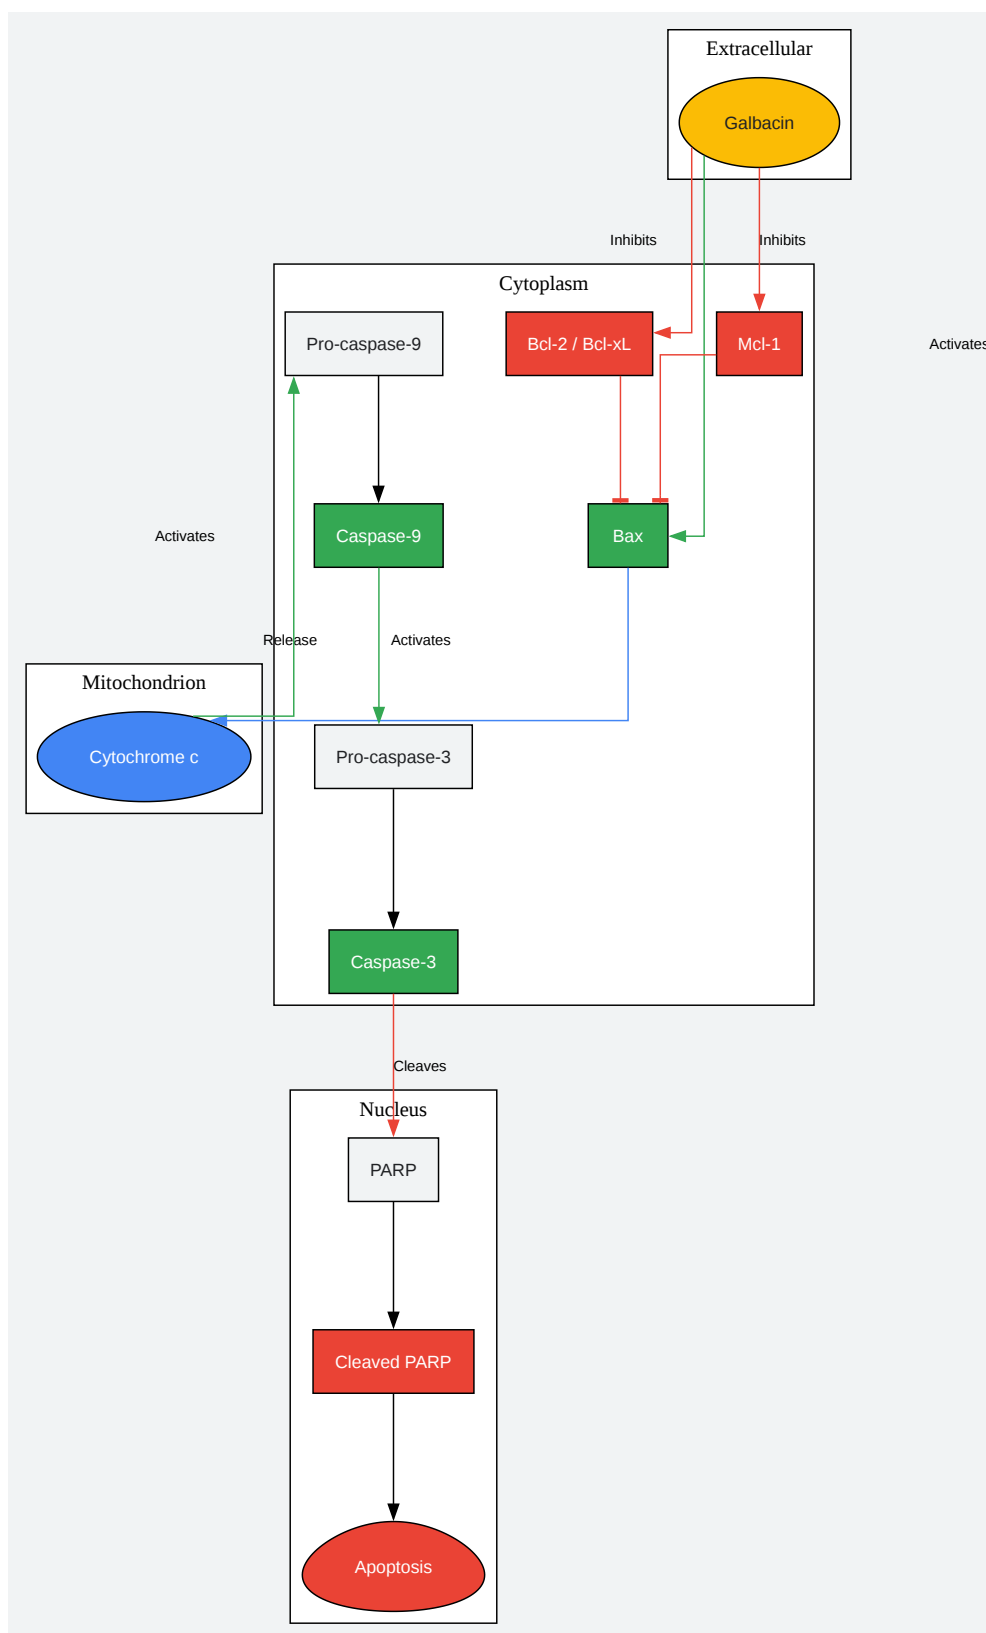 Extracellular
Galbacin
Inhibits
Inhibits
Cytoplasm
Pro-caspase-9
Bcl-2 / Bcl-xL
Mcl-1
Activates
Activates
Caspase-9
Bax
Release
Activates
Mitochondrion
Cytochrome c
Pro-caspase-3
Caspase-3
Cleaves
Nucleus
PARP
Cleaved PARP
Apoptosis